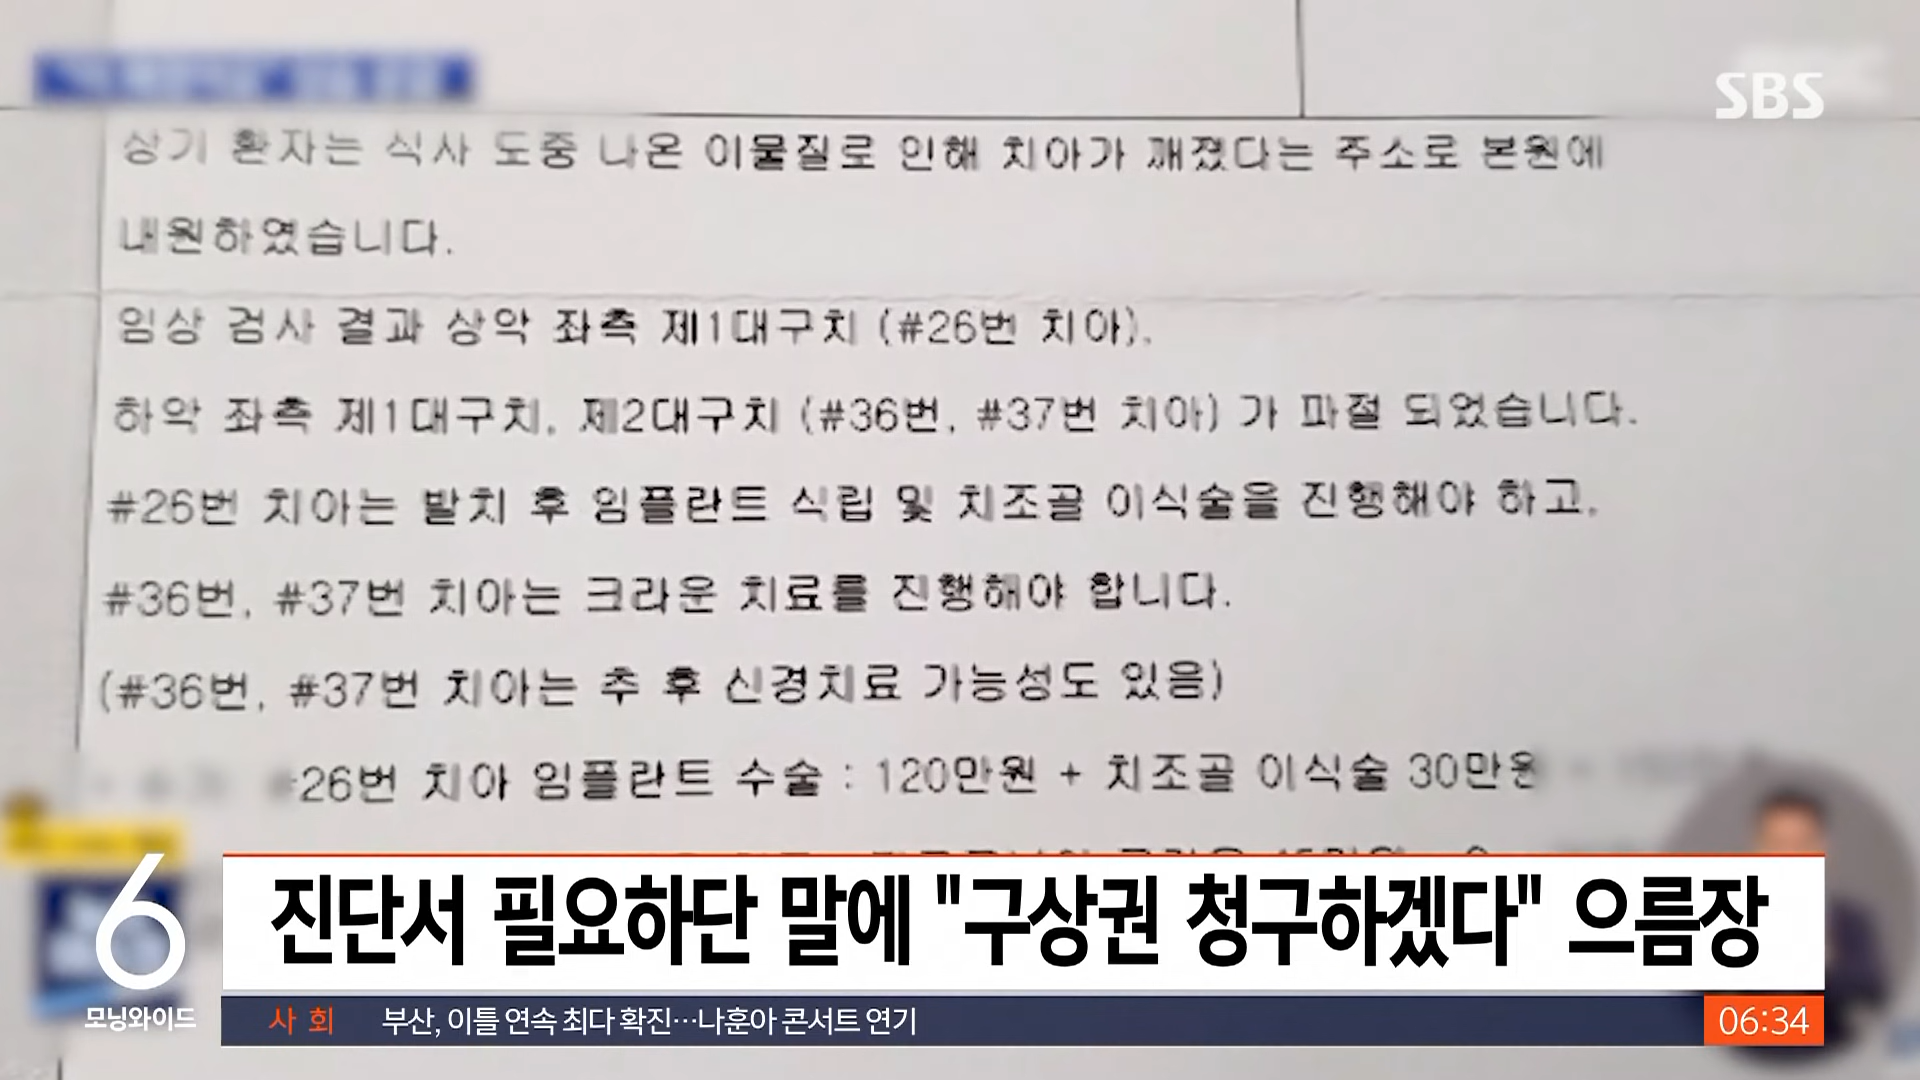 SBS
상기 환자는 식사 도중 나온 이물질로 인해 치아가 깨졌다는 주소로 본원에
내원하였습니다.
임상 검사 결과 상악 좌측 제1대구치 (#26번 치아),
하악 좌측 제1대구치, 제2대구치 (#36번, #37번 치아) 가 파절 되었습니다.
#26번 치아는 발치 후 임플란트 식립 및 치조골 이식술을 진행해야 하고,
#36번, #37번 치아는 크라운 치료를 진행해야 합니다.
(#36번, #37번 치아는 추 후 신경치료 가능성도 있음)
#26번 치아 임플란트 수술 : 120만원 + 치조골 이식술 30만원
6
모닝와이드
진단서 필요하단 말에 "구상권 청구하겠다" 으름장
사회 부산, 이틀 연속 최다 확진…나훈아 콘서트 연기
06:34